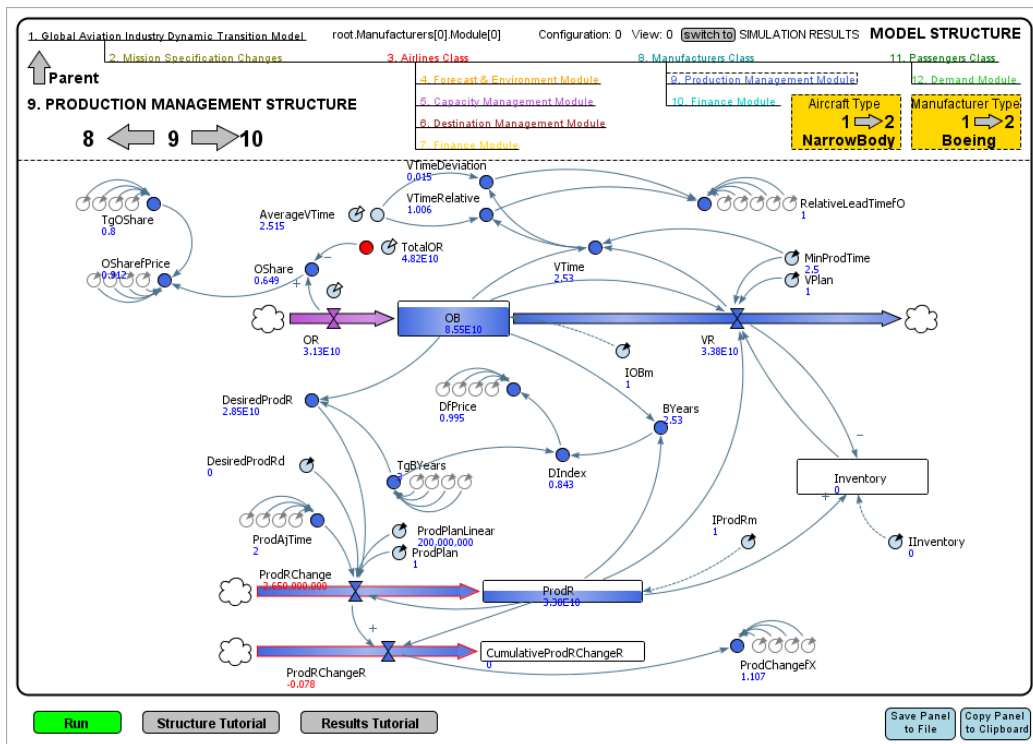 1. Global Aviation Industry Dynamic Transition Model
root.Manufacturers[0].Module[0]
Configuration: 0 View: 0 switch to SIMULATION RESULTS MODEL STRUCTURE
2. Mission Specification Changes
3. Airlines Class
8. Manufacturers Class
11. Passengers Class
Parent
4. Forecast & Environment Module
9. Production Management Module
12. Demand Module
5. Capacity Management Module
10. Finance Module
6. Destination Management Module
7. Finance Module
9. PRODUCTION MANAGEMENT STRUCTURE
8 9 10
Aircraft Type
1 2
NarrowBody
Manufacturer Type
1 2
Boeing
VTimeDeviation
0.015
VTimeRelative
1.006
TgOShare
0.8
AverageVTime
2.515
RelativeLeadTimefO
1
TotalOR
4.82E10
OSharefPrice
0.912
OShare
0.649
–
+
VTime
2.53
MinProdTime
2.5
VPlan
1
OB
8.55E10
OR
3.13E10
VR
3.38E10
IOBm
1
DesiredProdR
2.85E10
DfPrice
0.995
BYears
2.53
–
DesiredProdRd
0
TgBYears
DIndex
0.843
Inventory
0
+
ProdAjTime
2
ProdPlanLinear
200,000,000
ProdPlan
1
IProdRm
1
IInventory
0
ProdRChange
-2,650,000,000
ProdR
3.38E10
+
ProdRChangeR
-0.078
CumulativeProdRChangeR
0
ProdChangefX
1.107
Run
Structure Tutorial
Results Tutorial
Save Panel
to File
Copy Panel
to Clipboard